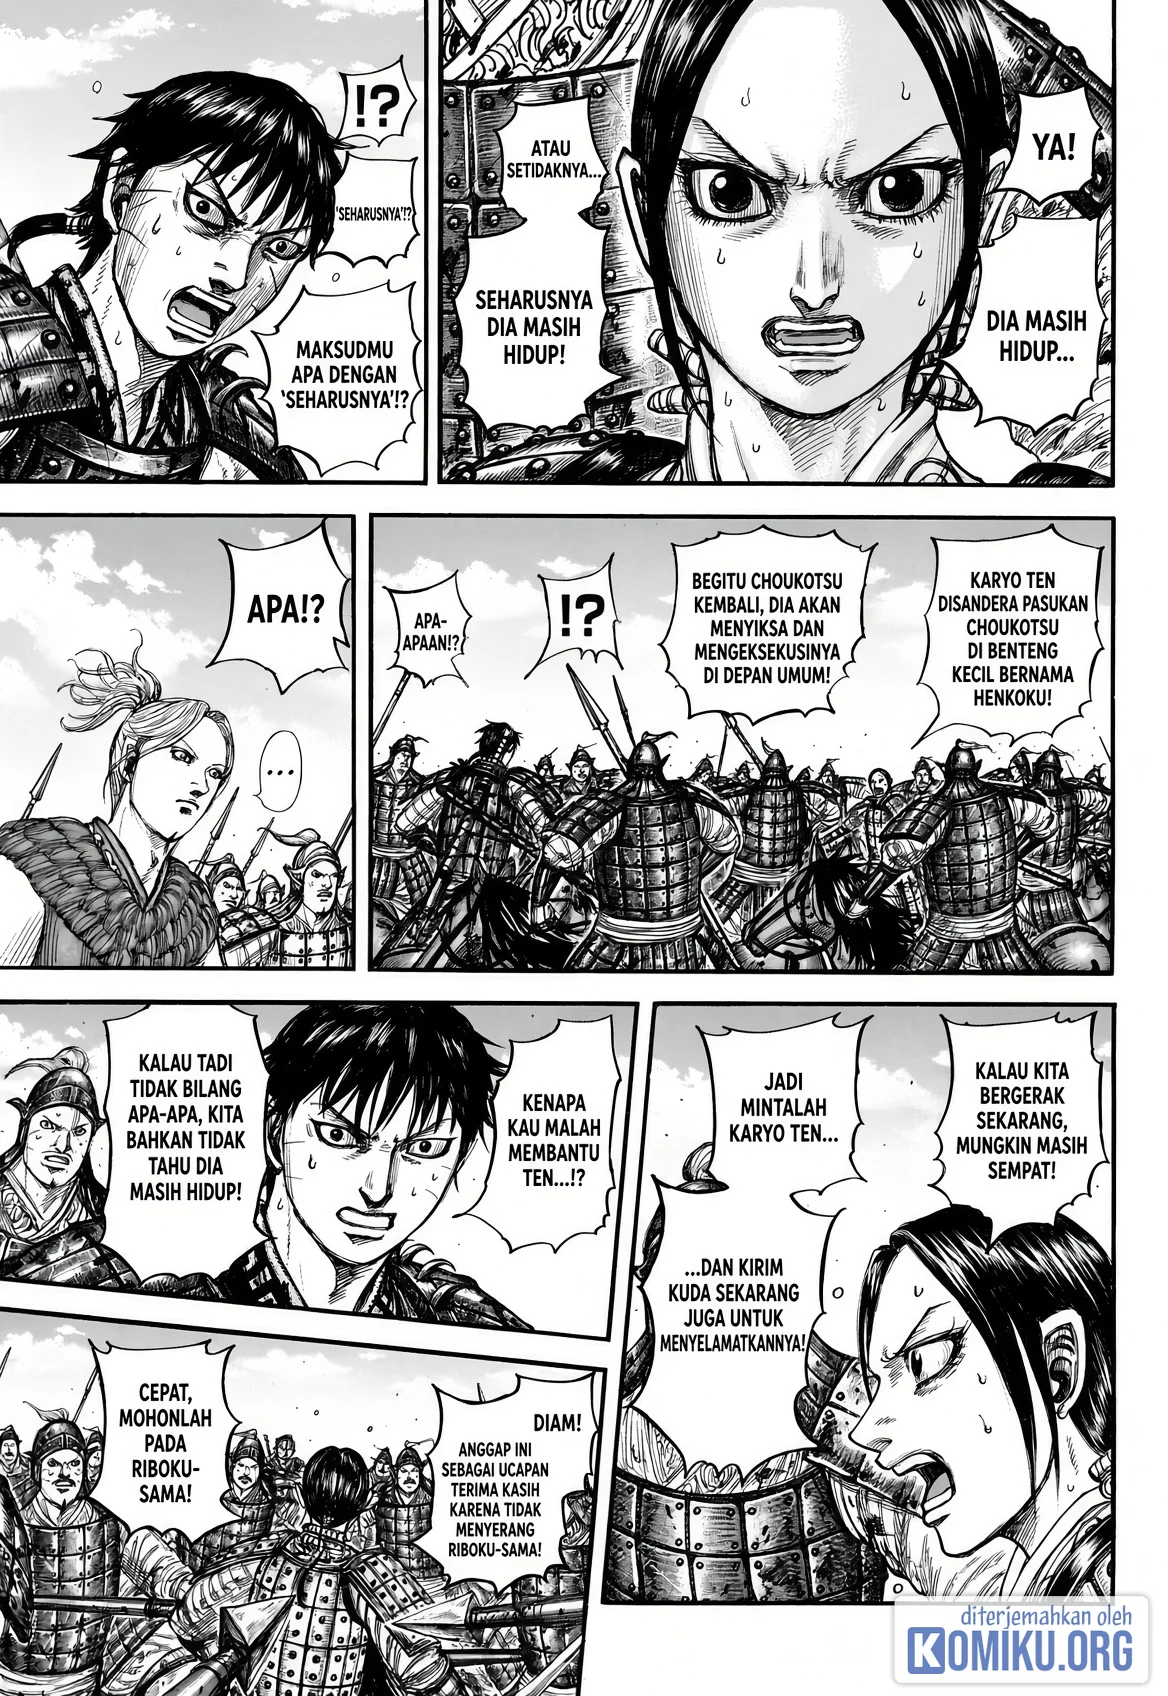 YA!
DIA MASIH
HIDUP...
ATAU
SETIDAKNYA...
SEHARUSNYA
DIA MASIH
HIDUP!
!?
'SEHARUSNYA'!?
MAKSUDMU
APA DENGAN
'SEHARUSNYA'!?
KARYO TEN
DISANDERA PASUKAN
CHOUKOTSU
DI BENTENG
KECIL BERNAMA
HENKOKU!
BEGITU CHOUKOTSU
KEMBALI, DIA AKAN
MENYIKSA DAN
MENGEKSEKUSINYA
DI DEPAN UMUM!
!?
APA-
APAAN!?
APA!?
...
KALAU KITA
BERGERAK
SEKARANG,
MUNGKIN MASIH
SEMPAT!
JADI
MINTALAH
KARYO TEN...
...DAN KIRIM
KUDA SEKARANG
JUGA UNTUK
MENYELAMATKANNYA!
KENAPA
KAU MALAH
MEMBANTU
TEN...!?
KALAU TADI
TIDAK BILANG
APA-APA, KITA
BAHKAN TIDAK
TAHU DIA
MASIH HIDUP!
DIAM!
ANGGAP INI
SEBAGAI UCAPAN
TERIMA KASIH
KARENA TIDAK
MENYERANG
RIBOKU-SAMA!
CEPAT,
MOHONLAH
PADA
RIBOKU-
SAMA!
diterjemahkan oleh
KOMIKU.ORG